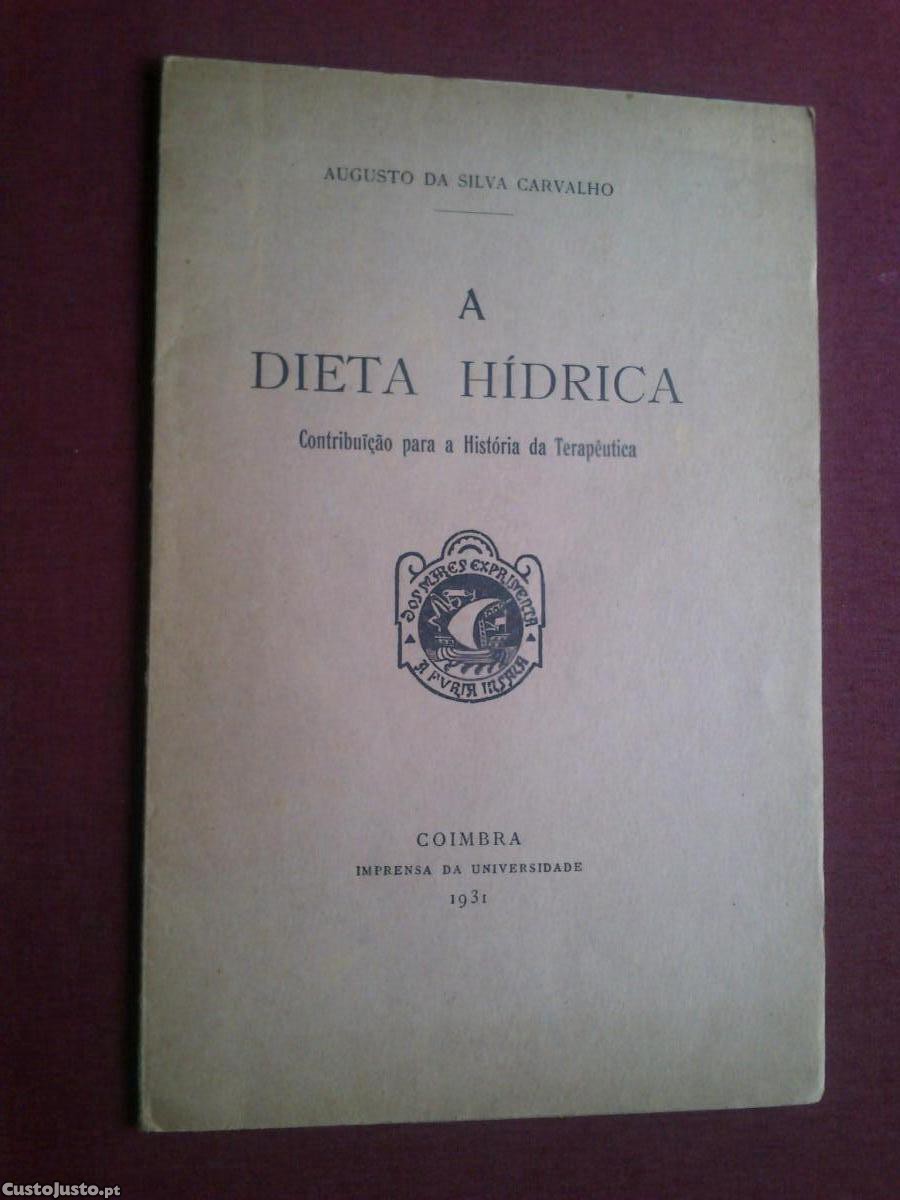 AUGUSTO DA SILVA CARVALHO
A
DIETA HÍDRICA
Contribuïção para a História da Terapêutica
DOS MARES EXPRIMENTA
A FVRIA INSANA
COIMBRA
IMPRENSA DA UNIVERSIDADE
1931
CustoJusto.pt